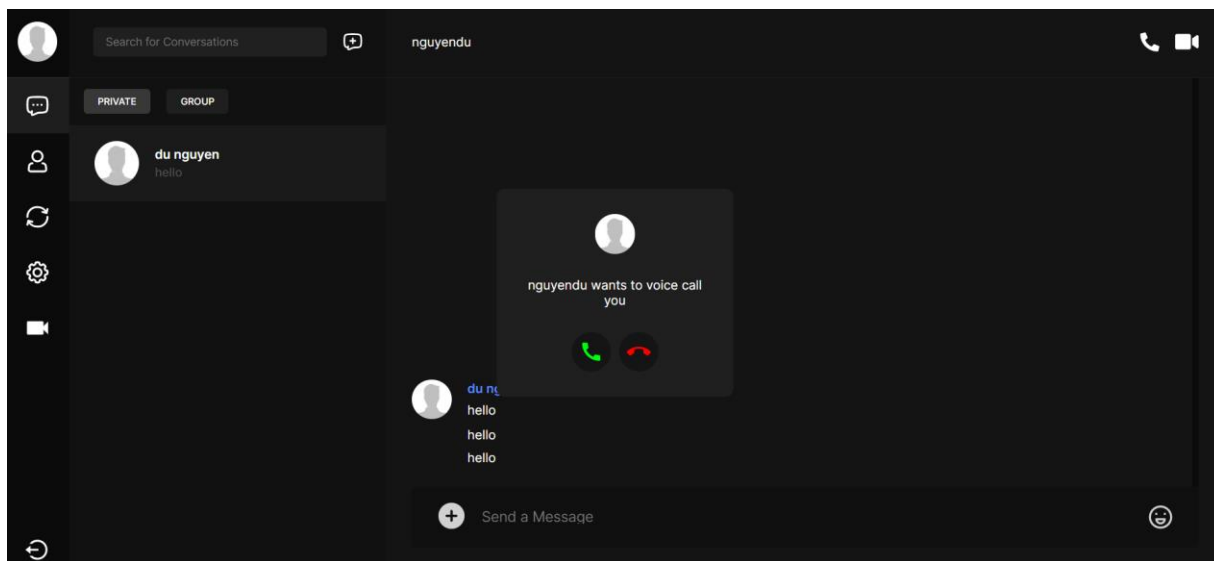 Search for Conversations
nguyendu
PRIVATE
GROUP
du nguyen
hello
nguyendu wants to voice call
you
du
hello
hello
hello
Send a Message